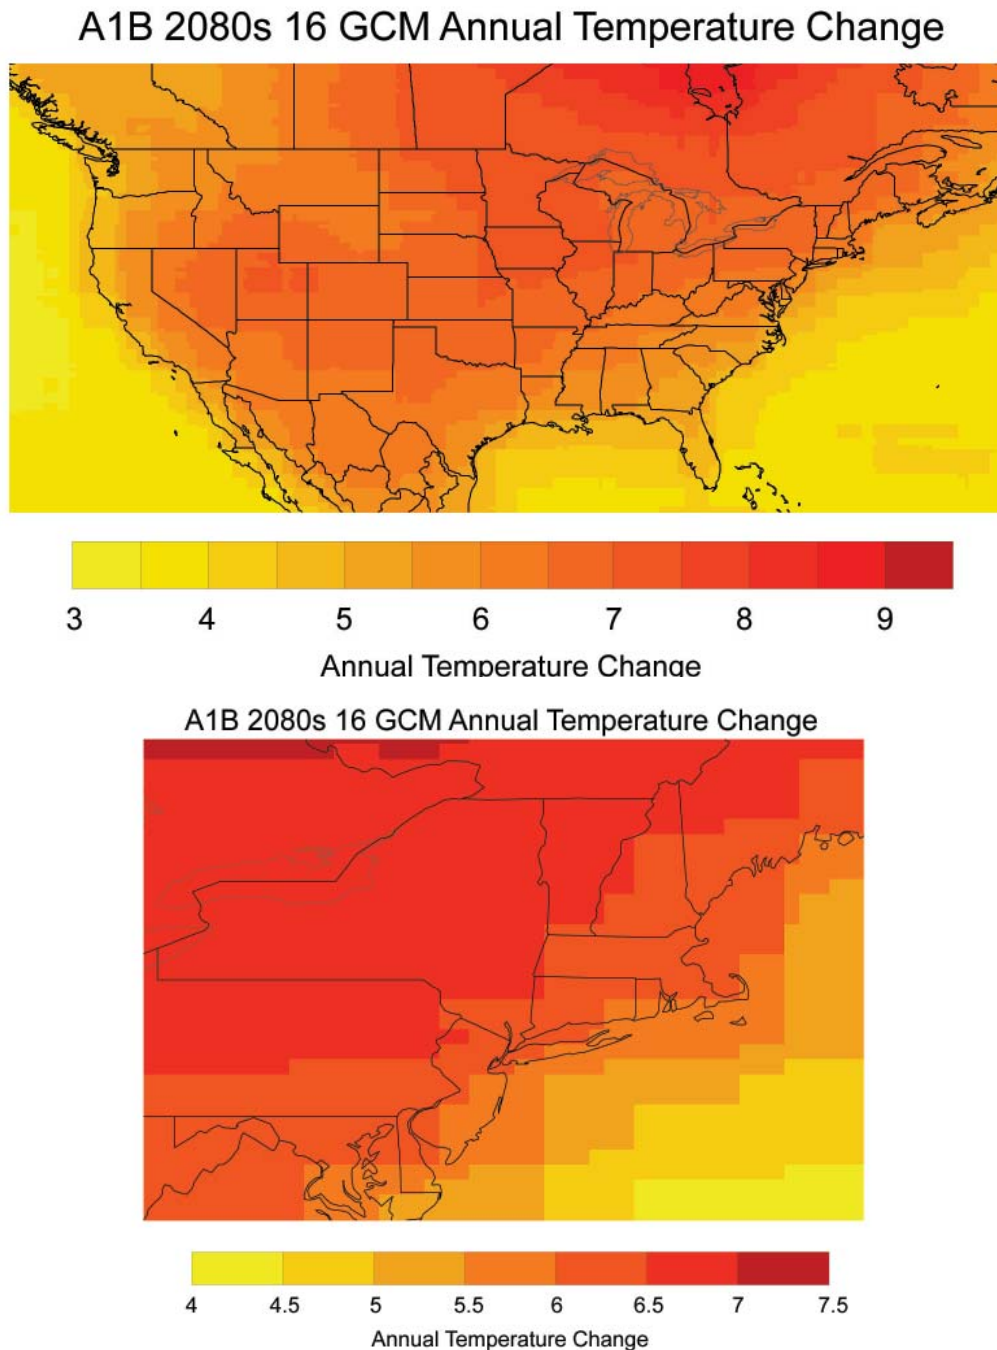 A1B 2080s 16 GCM Annual Temperature Change
3 4 5 6 7 8 9
Annual Temperature Change
A1B 2080s 16 GCM Annual Temperature Change
4 4.5 5 5.5 6 6.5 7 7.5
Annual Temperature Change